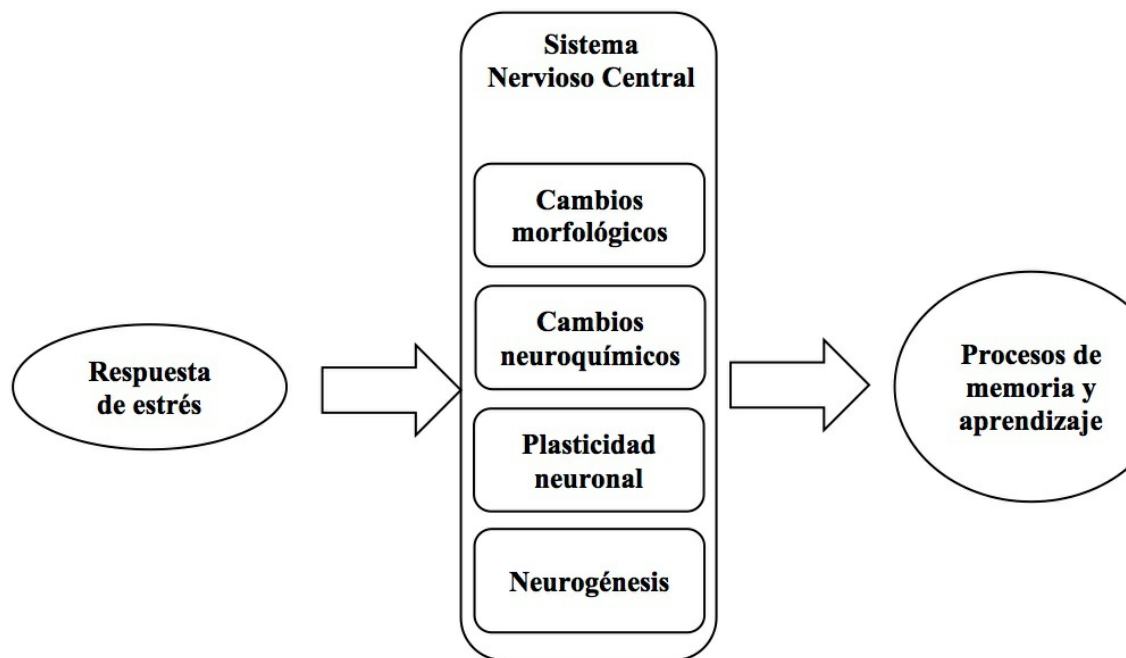 Sistema
Nervioso Central
Cambios
morfológicos
Cambios
neuroquímicos
Plasticidad
neuronal
Neurogénesis
Respuesta
de estrés
Procesos de
memoria y
aprendizaje